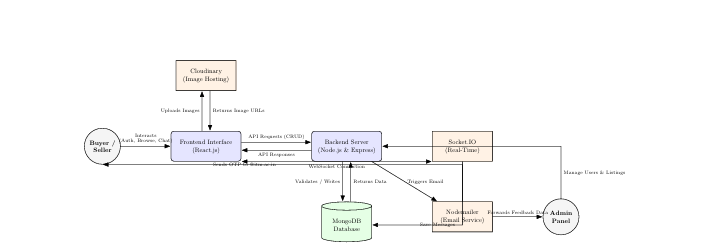 Cloudinary
(Image Hosting)
Uploads Images
Returns Image URLs
Buyer /
Seller
Interacts
(Auth, Browse, Chat)
Frontend Interface
(React.js)
API Requests (CRUD)
API Responses
Backend Server
(Node.js & Express)
Socket.IO
(Real-Time)
Sends OTP
WebSocket Connection
Manage Users & Listings
Validates / Writes
Returns Data
Triggers Email
MongoDB
Database
Nodemailer
(Email Service)
Save Messages
Forwards Feedback Data
Admin
Panel